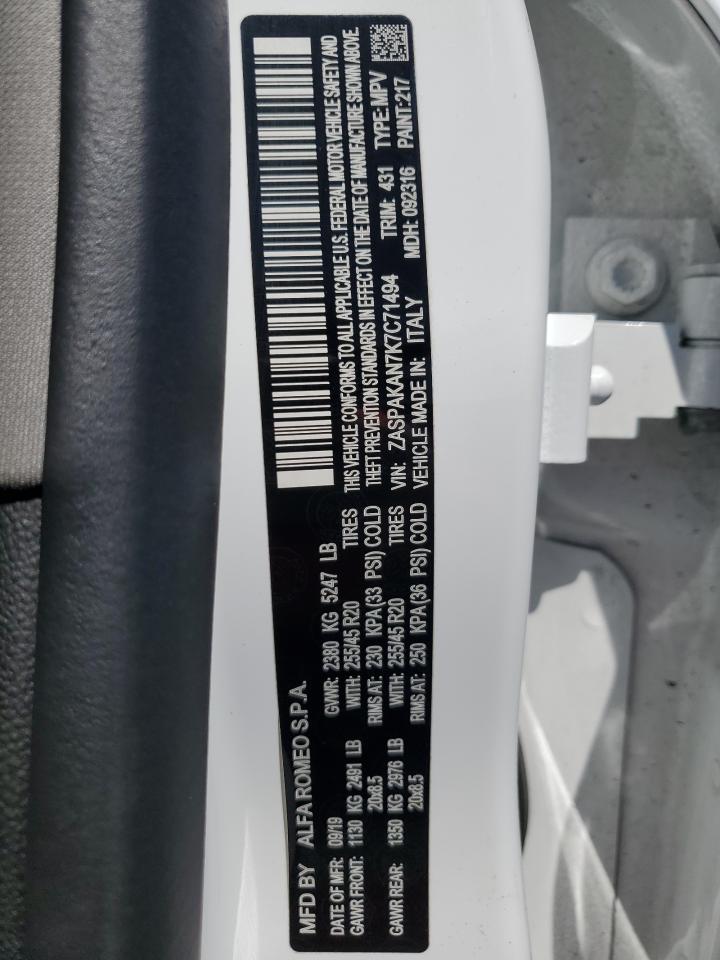 MFD BY ALFA ROMEO S.P.A.
DATE OF MFR: 09/19 GVWR: 2380 KG 5247 LB
GAWR FRONT: 1130 KG 2491 LB WITH: 255/45 R20 TIRES
20x8.5 RIMS AT: 230 KPA(33 PSI) COLD
GAWR REAR: 1350 KG 2976 LB WITH: 255/45 R20 TIRES
20x8.5 RIMS AT: 250 KPA(36 PSI) COLD
THIS VEHICLE CONFORMS TO ALL APPLICABLE U.S. FEDERAL MOTOR VEHICLE SAFETY AND
THEFT PREVENTION STANDARDS IN EFFECT ON THE DATE OF MANUFACTURE SHOWN ABOVE.
VIN: ZASPAKAN7K7C71494 TRIM: 431 TYPE:MPV
VEHICLE MADE IN: ITALY MDH: 092316 PAINT:217